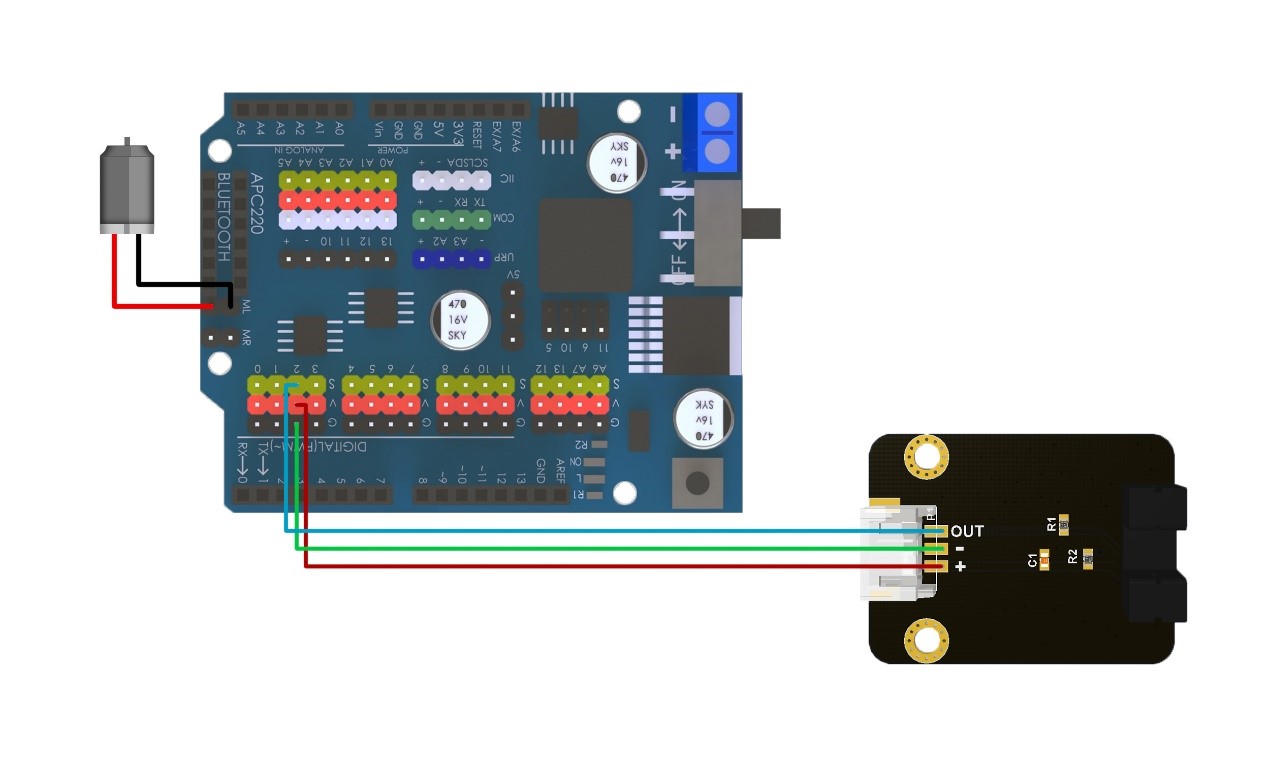 A5 A4 A3 A2 A1 A0
Vin GND GND 5V 3V3 RESET EX/A7 EX/A6
ANALOG IN
POWER
-
+
SKY
16v
470
BLUETOOTH
APC220
A5 A4 A3 A2 A1 A0
+ - SCLSDA
IIC
+ - RX TX
COM
+ - 10 11 12 13
+ A2 A3 -
URP
OFF ←→ ON
5V
ML
MR
470
16V
SKY
5 10 6 11
0 1 2 3
4 5 6 7
8 9 10 11
12 13 A7 A6
S
V
G
S
V
G
S
V
G
S
V
G
SYK
16v
470
DIGITAL(PWM~)
RX→0
TX→1
2 3 4 5 6 7
8 ~9 ~10 ~11 12 13 GND AREF
R2
ON
L
R1
OUT
-
+
R1
C1
R2